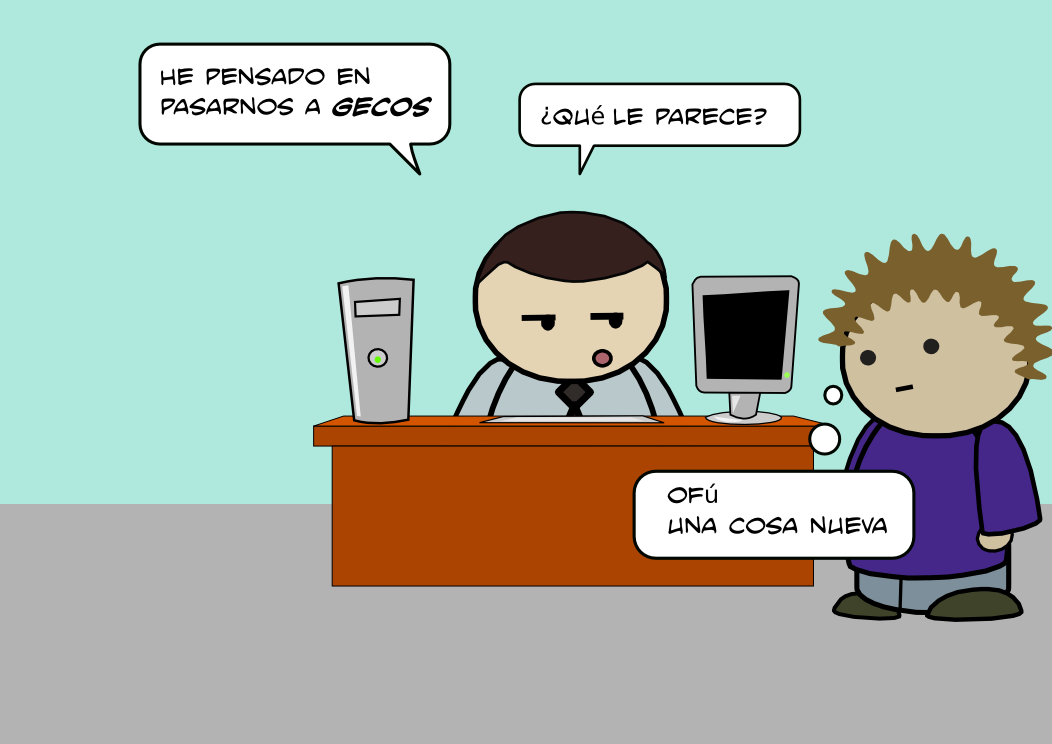 HE PENSADO EN
PASARNOS A GECOS
¿QUé LE PARECE?
OFú
UNA COSA NUEVA